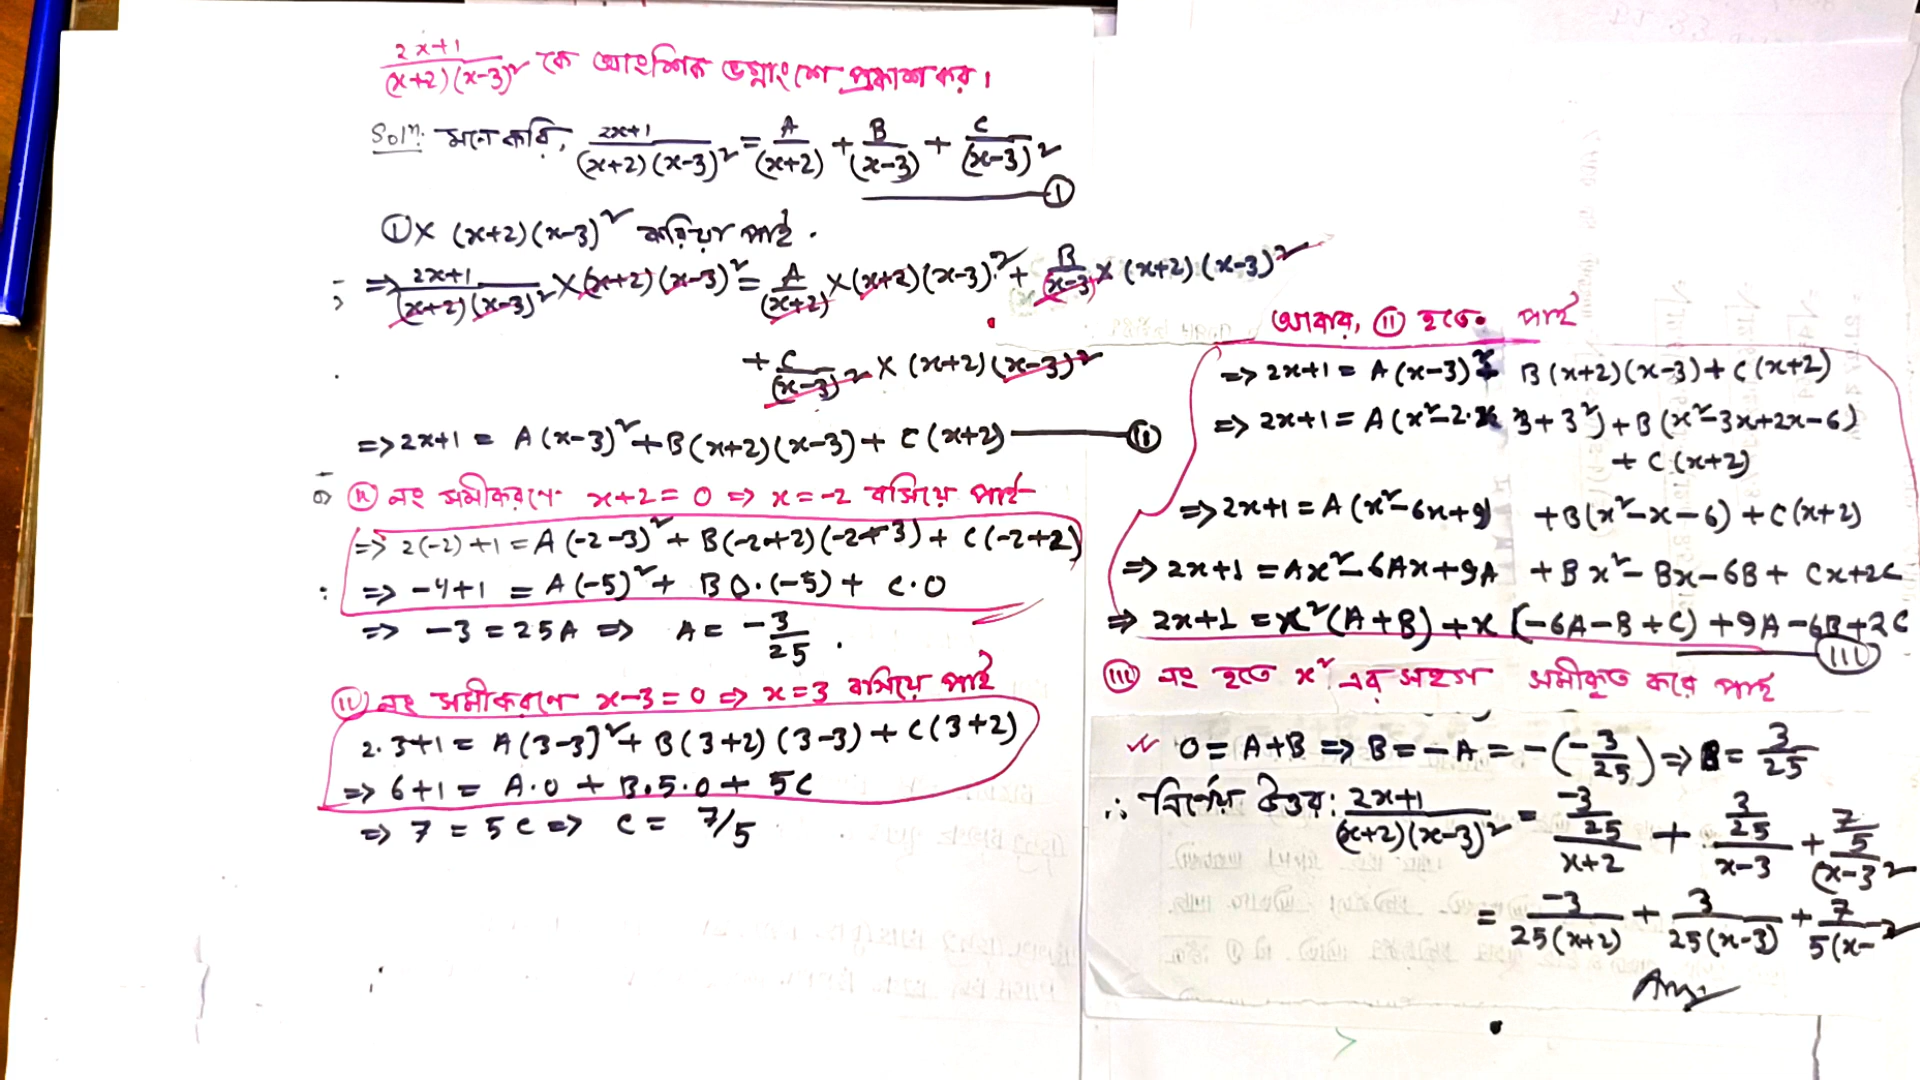 2x+1/(x+2)(x-3)² কে আংশিক ভগ্নাংশে প্রকাশ কর।
Solⁿ: মনে করি, 2x+1/(x+2)(x-3)² = A/(x+2) + B/(x-3) + C/(x-3)² —— ⓘ
ⓘ× (x+2)(x-3)² করিয়া পাই.
⇒ 2x+1/(x+2)(x-3)² × (x+2)(x-3)² = A/(x+2) × (x+2)(x-3)² + B/(x-3) × (x+2)(x-3)²
+ C/(x-3)² × (x+2)(x-3)²
⇒ 2x+1 = A(x-3)² + B(x+2)(x-3) + C(x+2) —— (ii)
(ii) নং সমীকরণে x+2=0 ⇒ x=-2 বসিয়ে পাই-
⇒ 2(-2)+1 = A(-2-3)² + B(-2+2)(-2-3) + C(-2+2)
⇒ -4+1 = A(-5)² + B0.(-5) + C.0
⇒ -3 = 25A ⇒ A = -3/25.
(ii) নং সমীকরণে x-3=0 ⇒ x=3 বসিয়ে পাই
2.3+1 = A(3-3)² + B(3+2)(3-3) + C(3+2)
⇒ 6+1 = A.0 + B.5.0 + 5C
⇒ 7 = 5C ⇒ C = 7/5
আবার, (ii) হতে পাই
⇒ 2x+1 = A(x-3)² + B(x+2)(x-3) + C(x+2)
⇒ 2x+1 = A(x²-2.x 3+3²) + B(x²-3x+2x-6)
+ C(x+2)
⇒ 2x+1 = A(x²-6x+9) + B(x²-x-6) + C(x+2)
⇒ 2x+1 = Ax²-6Ax+9A + Bx²-Bx-6B + Cx+2C
⇒ 2x+1 = x²(A+B) + x(-6A-B+C) + 9A-6B+2C
—— (iii)
(iii) নং হতে x² এর সহগ সমীকৃত করে পাই
0 = A+B ⇒ B = -A = -(-3/25) ⇒ B = 3/25
∴ নির্ণেয় উত্তর: 2x+1/(x+2)(x-3)² = -3/25/x+2 + 3/25/x-3 + 7/5/(x-3²
= -3/25(x+2) + 3/25(x-3) + 7/5(x- ²
Ans: